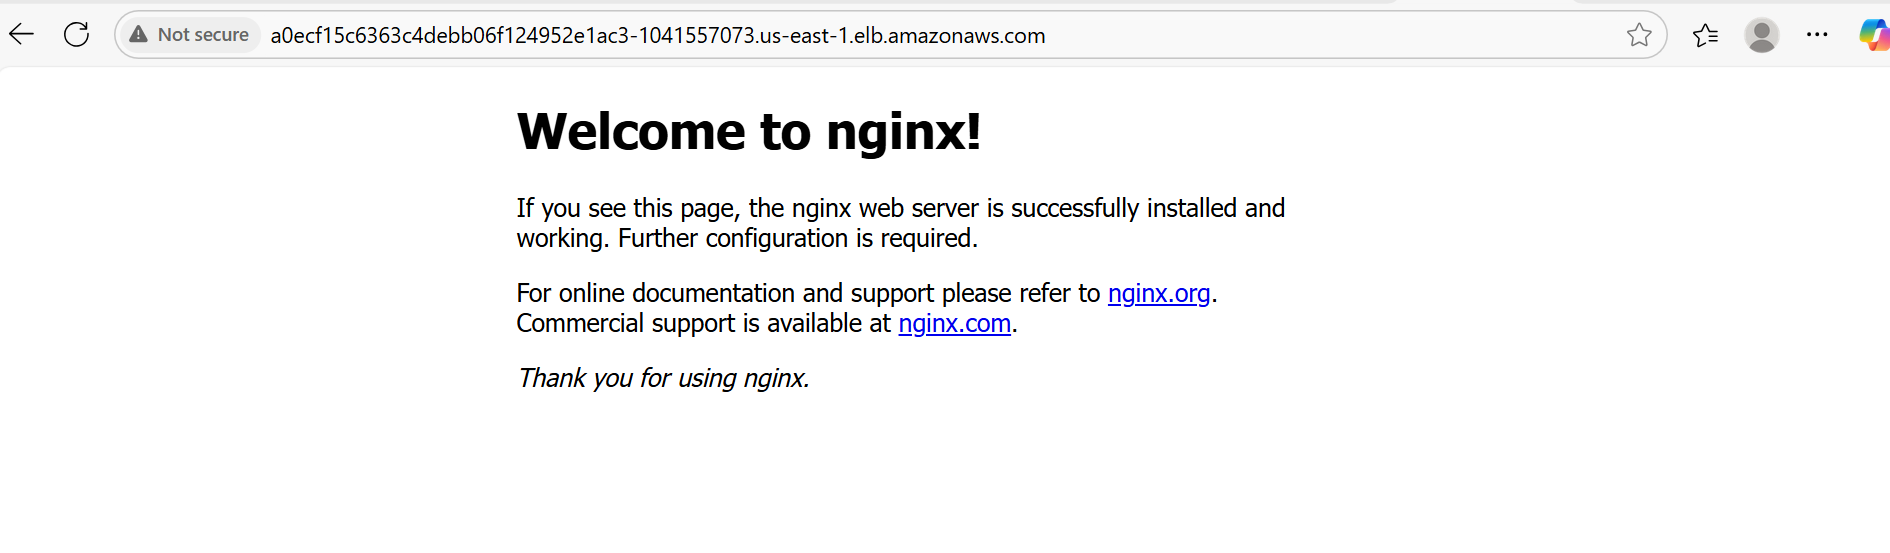 Not secure a0ecf15c6363c4debb06f124952e1ac3-1041557073.us-east-1.elb.amazonaws.com
Welcome to nginx!
If you see this page, the nginx web server is successfully installed and
working. Further configuration is required.
For online documentation and support please refer to nginx.org.
Commercial support is available at nginx.com.
Thank you for using nginx.